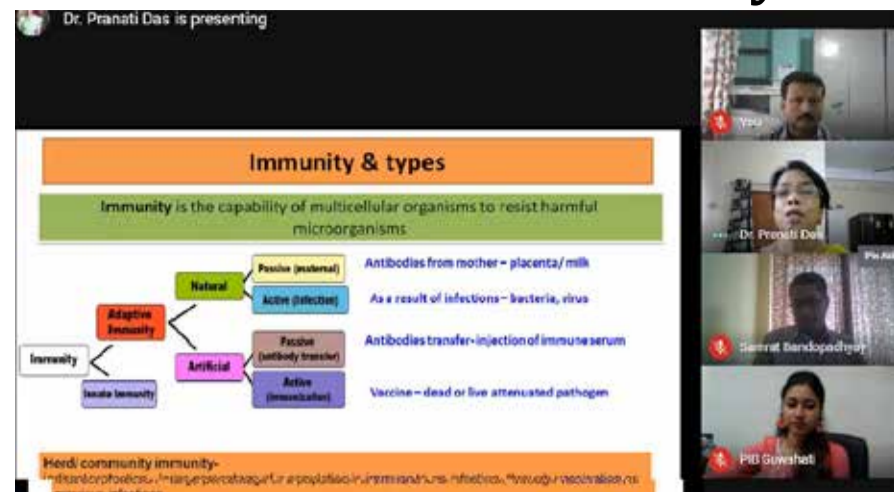 Dr. Pranati Das is presenting
Immunity & types
Immunity is the capability of multicellular organisms to resist harmful
microorganisms
Passive (maternal)
Antibodies from mother – placenta/ milk
Natural
Active (Infection)
As a result of infections – bacteria, virus
Adaptive
Immunity
Passive
(antibody transfer)
Antibodies transfer-injection of immune serum
Immunity
Artificial
Active
(immunization)
Vaccine – dead or live attenuated pathogen
Innate Immunity
Herd/ community immunity-
You
Dr. Pranati Das
Samrat Bandopadhyay
PIB Guwahati